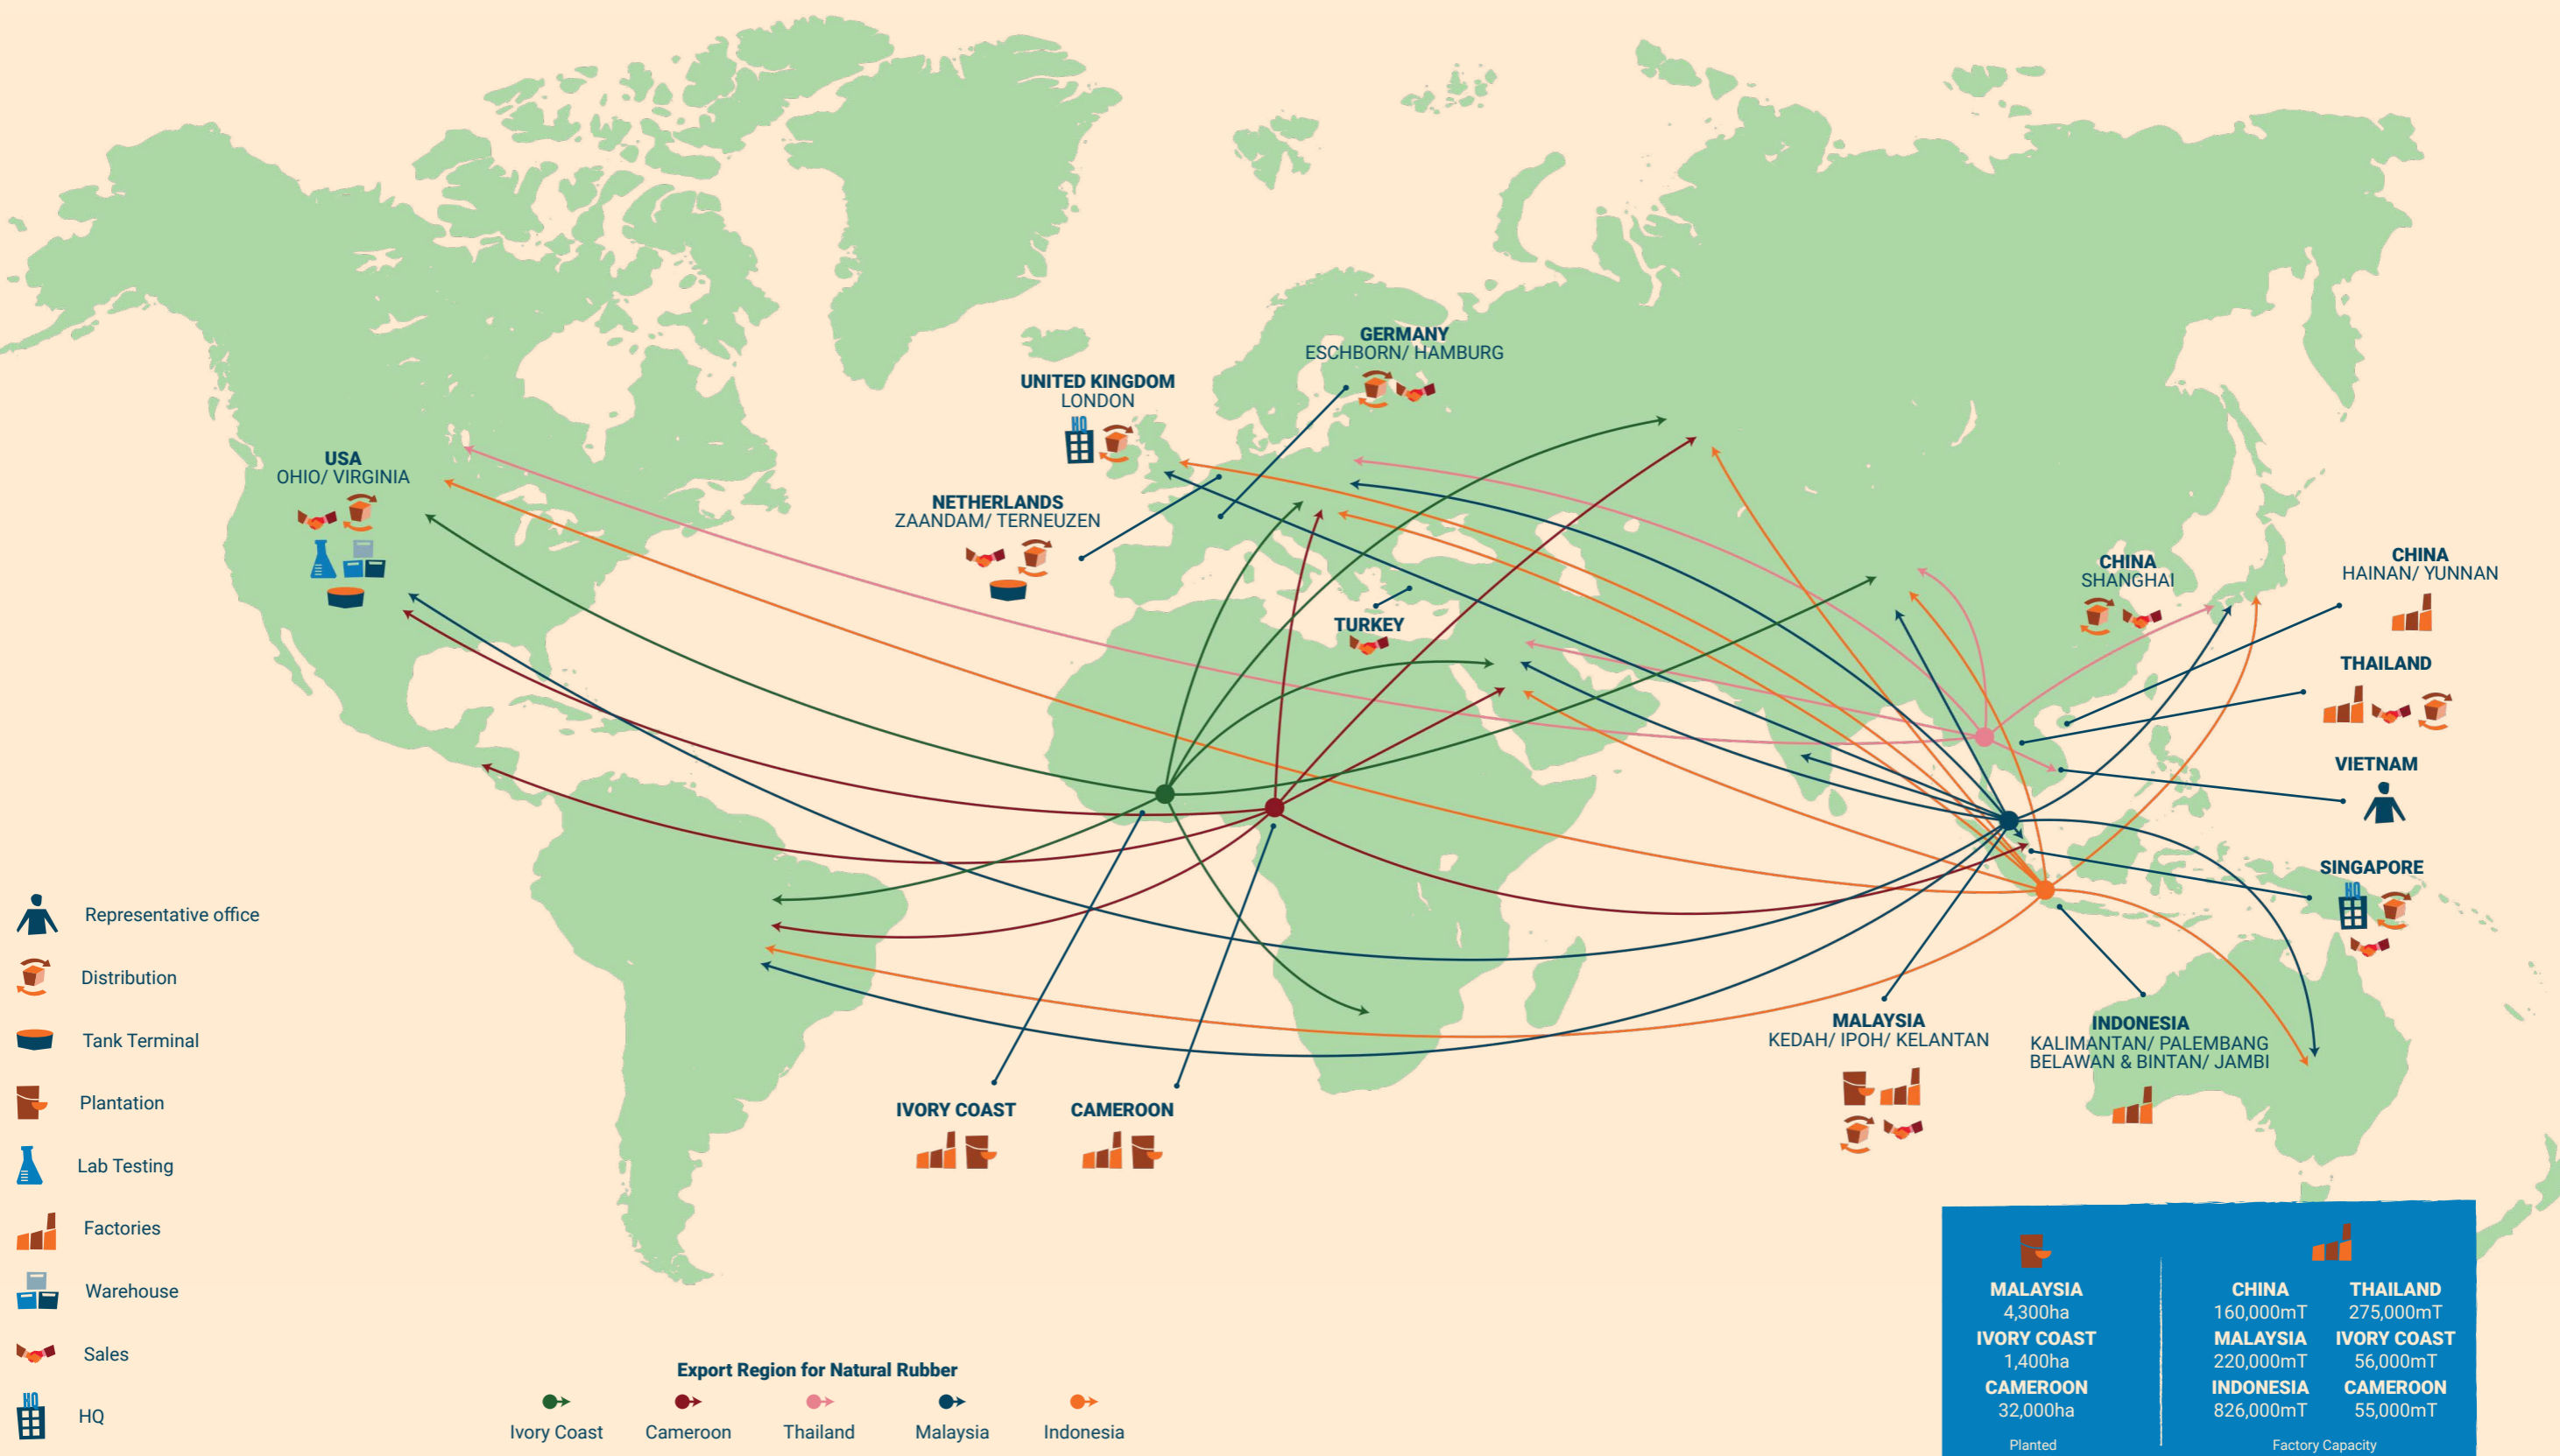 GERMANY
ESCHBORN/ HAMBURG
UNITED KINGDOM
LONDON
HQ
USA
OHIO/ VIRGINIA
NETHERLANDS
ZAANDAM/ TERNEUZEN
TURKEY
CHINA
SHANGHAI
CHINA
HAINAN/ YUNNAN
THAILAND
VIETNAM
SINGAPORE
HQ
MALAYSIA
KEDAH/ IPOH/ KELANTAN
INDONESIA
KALIMANTAN/ PALEMBANG
BELAWAN & BINTAN/ JAMBI
IVORY COAST
CAMEROON
Representative office
Distribution
Tank Terminal
Plantation
Lab Testing
Factories
Warehouse
Sales
HQ
HQ
Export Region for Natural Rubber
Ivory Coast
Cameroon
Thailand
Malaysia
Indonesia
MALAYSIA
4,300ha
IVORY COAST
1,400ha
CAMEROON
32,000ha
Planted
CHINA
160,000mT
MALAYSIA
220,000mT
INDONESIA
826,000mT
THAILAND
275,000mT
IVORY COAST
56,000mT
CAMEROON
55,000mT
Factory Capacity